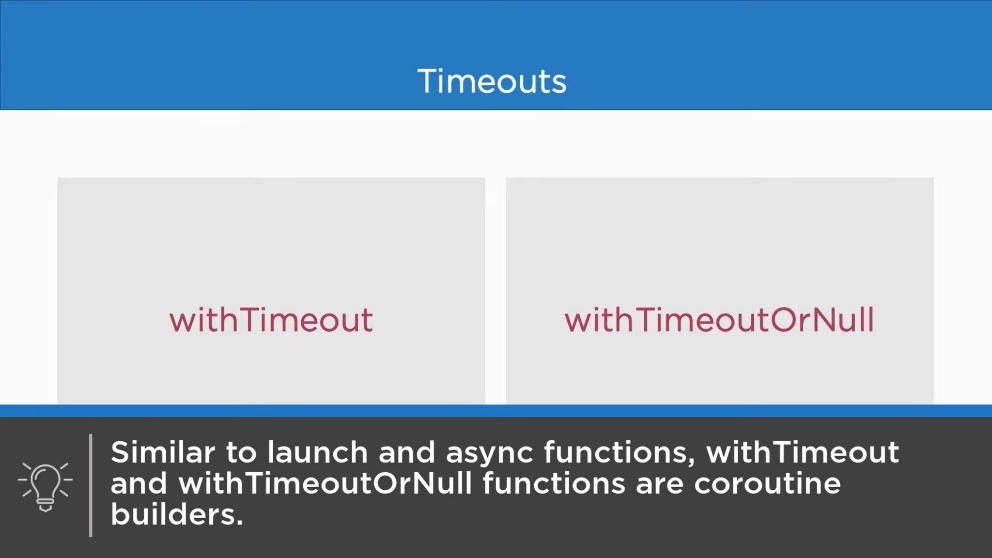 Timeouts
withTimeout
withTimeoutOrNull
Similar to launch and async functions, withTimeout
and withTimeoutOrNull functions are coroutine
builders.